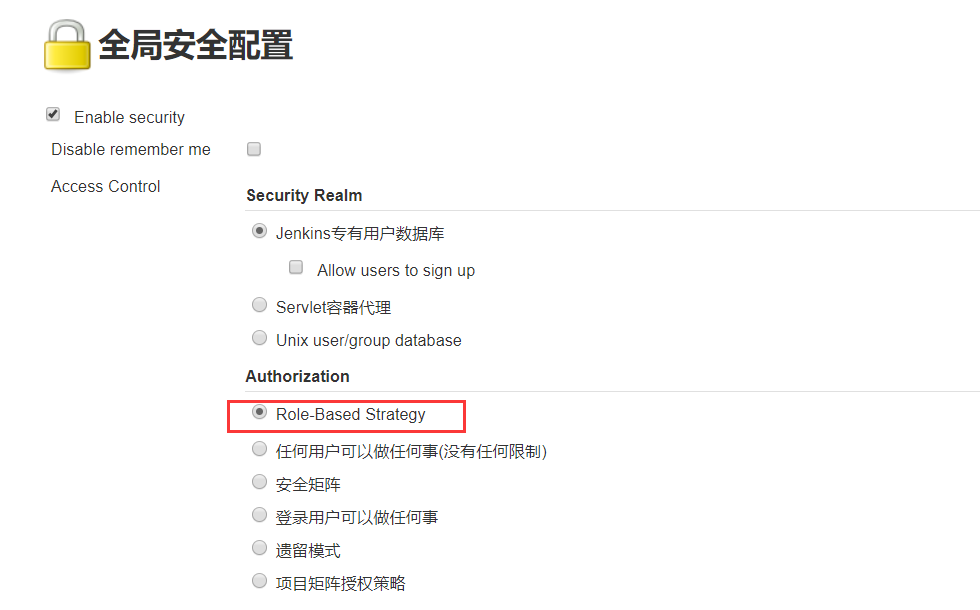 全局安全配置
Enable security
Disable remember me
Access Control
Security Realm
Jenkins专有用户数据库
Allow users to sign up
Servlet容器代理
Unix user/group database
Authorization
Role-Based Strategy
任何用户可以做任何事(没有任何限制)
安全矩阵
登录用户可以做任何事
遗留模式
项目矩阵授权策略